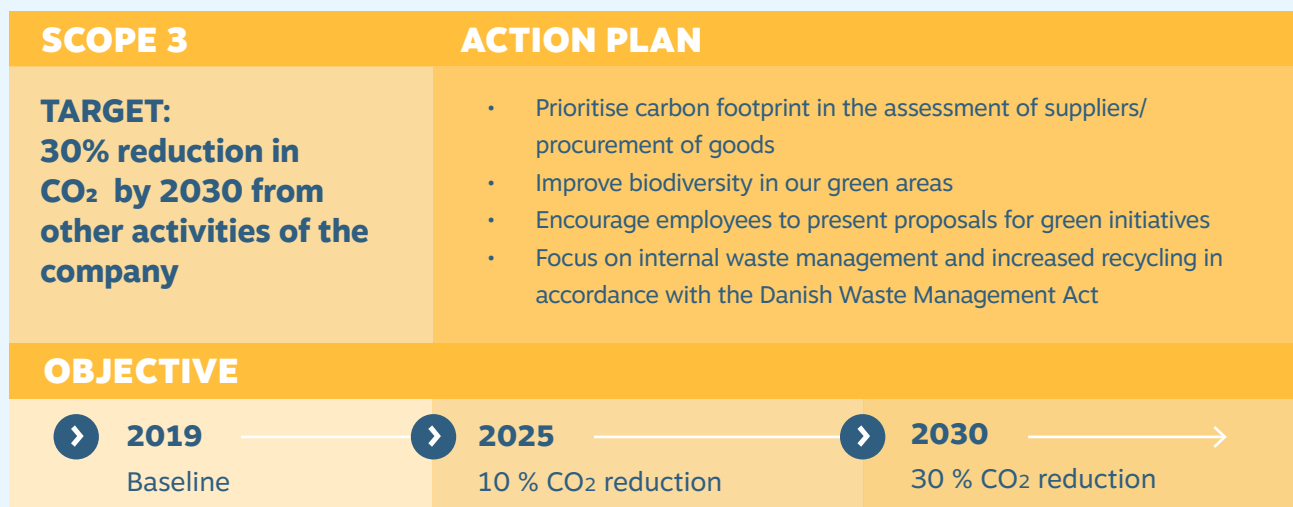 SCOPE 3
TARGET:
30% reduction in
CO₂ by 2030 from
other activities of the
company
ACTION PLAN
• Prioritise carbon footprint in the assessment of suppliers/
procurement of goods
• Improve biodiversity in our green areas
• Encourage employees to present proposals for green initiatives
• Focus on internal waste management and increased recycling in
accordance with the Danish Waste Management Act
OBJECTIVE
2019
Baseline
2025
10 % CO₂ reduction
2030
30 % CO₂ reduction